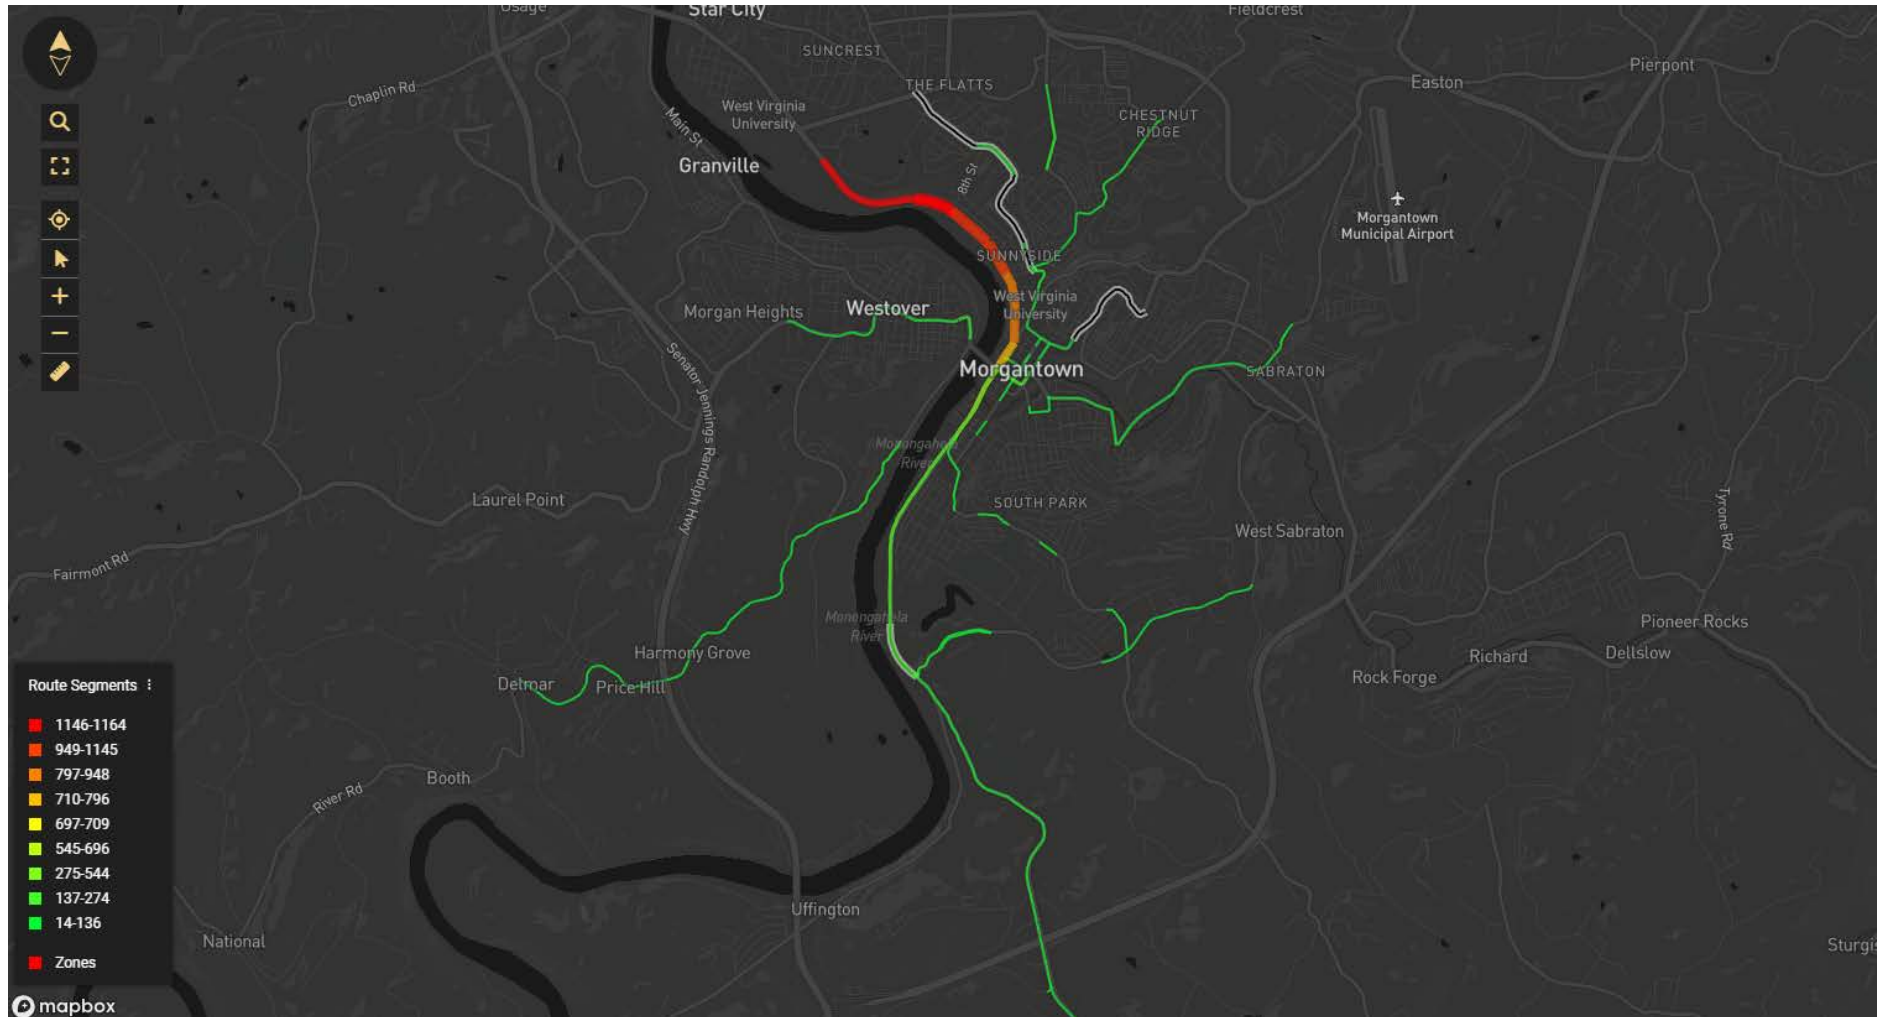 Osage
Star City
Fieldcrest
SUNCREST
Pierpont
Easton
THE FLATTS
Chaplin Rd
West Virginia
University
Main St
CHESTNUT
RIDGE
Granville
8th St
Morgantown
Municipal Airport
SUNNYSIDE
West Virginia
University
Morgan Heights
Westover
Morgantown
SABRATON
Senator Jennings Randolph Hwy
Monongahela
River
Laurel Point
SOUTH PARK
Tyrone Rd
West Sabraton
Fairmont Rd
Monongahela
River
Pioneer Rocks
Harmony Grove
Dellslow
Richard
Rock Forge
Delmar
Price Hill
Booth
River Rd
Uffington
National
Sturgis
Route Segments
1146-1164
949-1145
797-948
710-796
697-709
545-696
275-544
137-274
14-136
Zones
mapbox